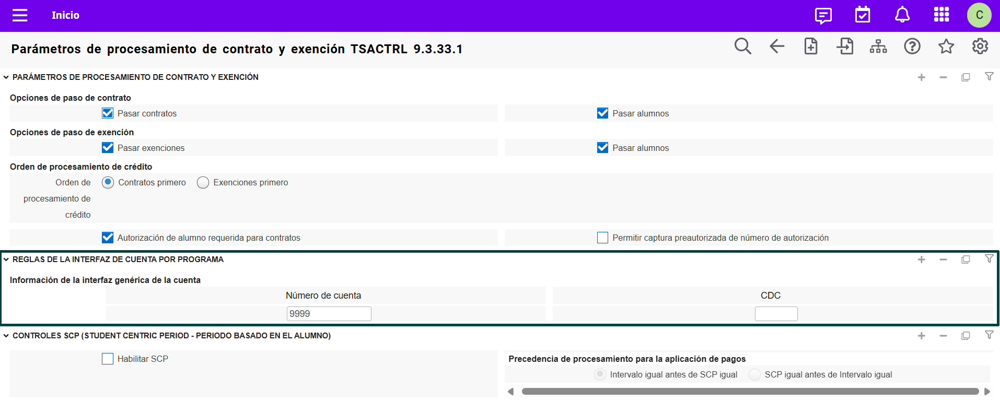 Inicio
C
Parámetros de procesamiento de contrato y exención TSACTRL 9.3.33.1
PARÁMETROS DE PROCESAMIENTO DE CONTRATO Y EXENCIÓN
Opciones de paso de contrato
Pasar contratos
Pasar alumnos
Opciones de paso de exención
Pasar exenciones
Pasar alumnos
Orden de procesamiento de crédito
Orden de
procesamiento de
crédito
Contratos primero
Exenciones primero
Autorización de alumno requerida para contratos
Permitir captura preautorizada de número de autorización
REGLAS DE LA INTERFAZ DE CUENTA POR PROGRAMA
Información de la interfaz genérica de la cuenta
Número de cuenta
CDC
9999
CONTROLES SCP (STUDENT CENTRIC PERIOD - PERIODO BASADO EN EL ALUMNO)
Habilitar SCP
Precedencia de procesamiento para la aplicación de pagos
Intervalo igual antes de SCP igual
SCP igual antes de Intervalo igual